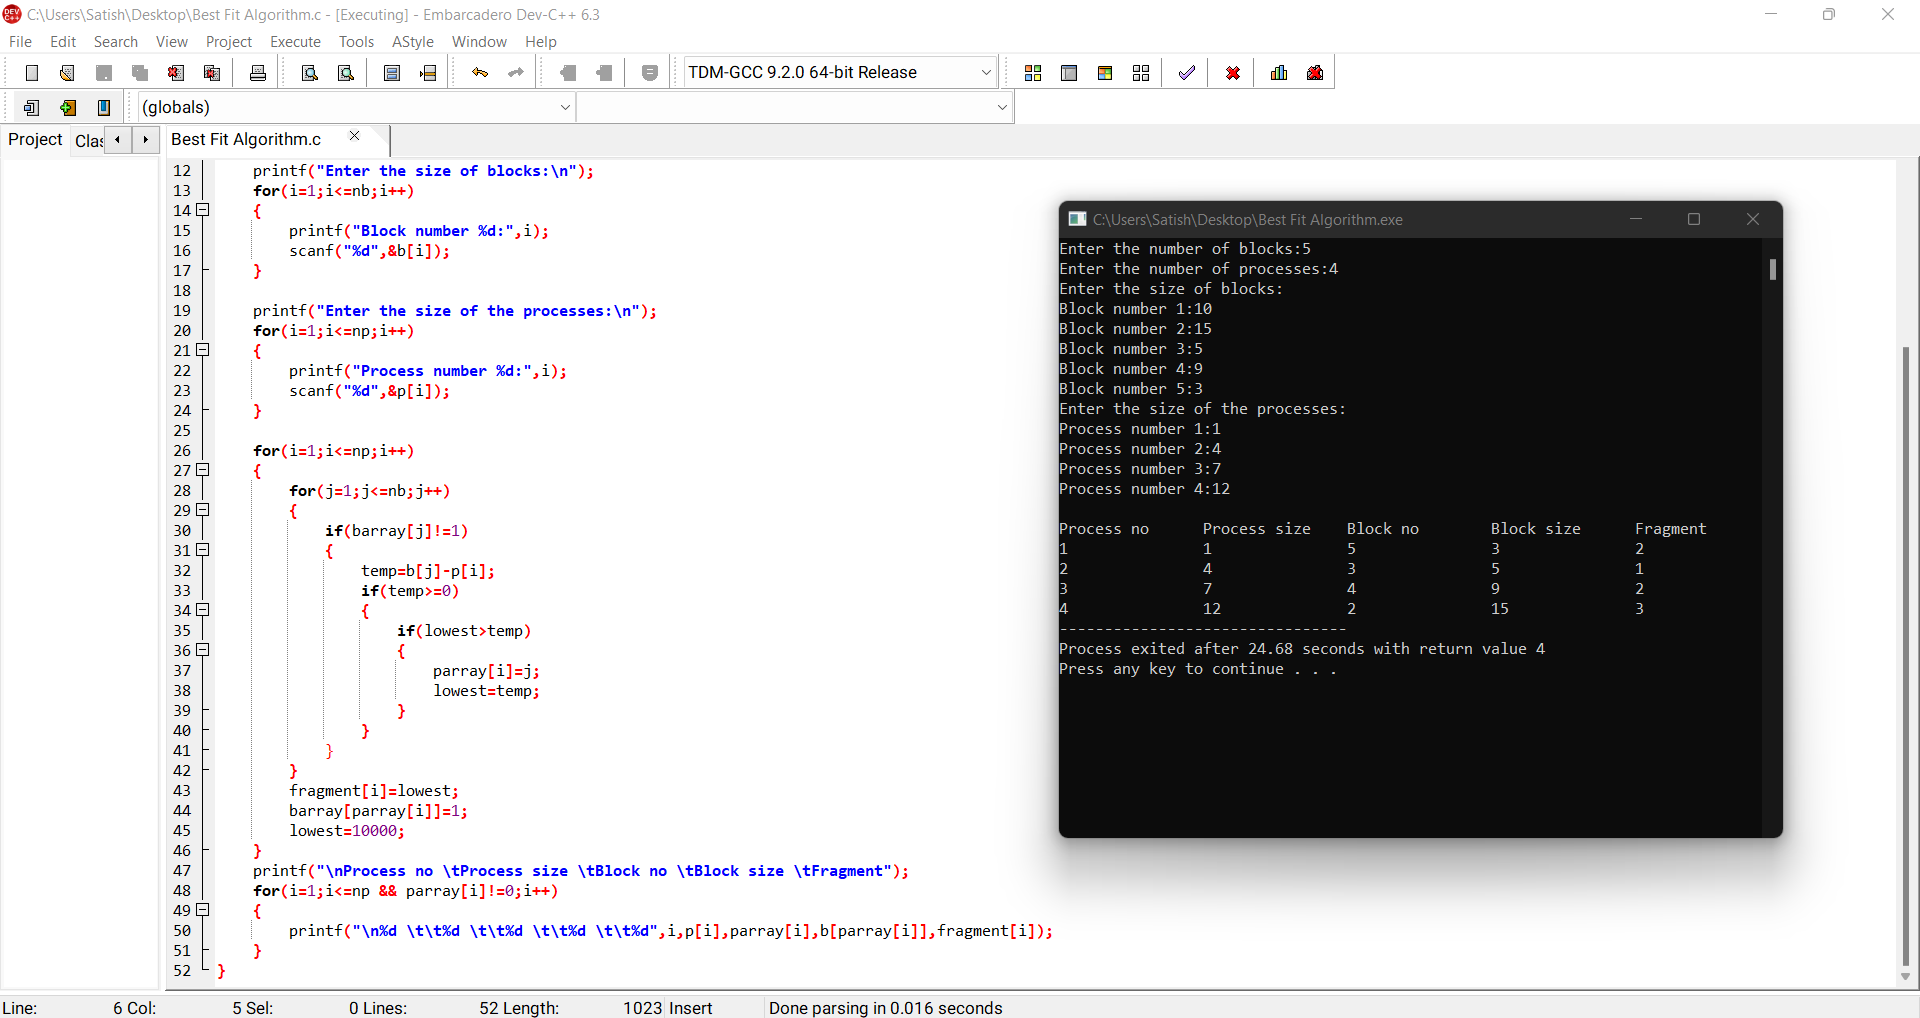 C:\Users\Satish\Desktop\Best Fit Algorithm.c - [Executing] - Embarcadero Dev-C++ 6.3
File Edit Search View Project Execute Tools AStyle Window Help
TDM-GCC 9.2.0 64-bit Release
(globals)
Project Clas Best Fit Algorithm.c
12 printf("Enter the size of blocks:\n");
13 for(i=1;i<=nb;i++)
14 {
15 printf("Block number %d:",i);
16 scanf("%d",&b[i]);
17 }
18
19 printf("Enter the size of the processes:\n");
20 for(i=1;i<=np;i++)
21 {
22 printf("Process number %d:",i);
23 scanf("%d",&p[i]);
24 }
25
26 for(i=1;i<=np;i++)
27 {
28 for(j=1;j<=nb;j++)
29 {
30 if(barray[j]!=1)
31 {
32 temp=b[j]-p[i];
33 if(temp>=0)
34 {
35 if(lowest>temp)
36 {
37 parray[i]=j;
38 lowest=temp;
39 }
40 }
41 }
42 }
43 fragment[i]=lowest;
44 barray[parray[i]]=1;
45 lowest=10000;
46 }
47 printf("\nProcess no \tProcess size \tBlock no \tBlock size \tFragment");
48 for(i=1;i<=np && parray[i]!=0;i++)
49 {
50 printf("\n%d \t\t%d \t\t%d \t\t%d \t\t%d",i,p[i],parray[i],b[parray[i]],fragment[i]);
51 }
52 }
C:\Users\Satish\Desktop\Best Fit Algorithm.exe
Enter the number of blocks:5
Enter the number of processes:4
Enter the size of blocks:
Block number 1:10
Block number 2:15
Block number 3:5
Block number 4:9
Block number 5:3
Enter the size of the processes:
Process number 1:1
Process number 2:4
Process number 3:7
Process number 4:12
Process no Process size Block no Block size Fragment
1 1 5 3 2
2 4 3 5 1
3 7 4 9 2
4 12 2 15 3
--------------------------------
Process exited after 24.68 seconds with return value 4
Press any key to continue . . .
Line: 6 Col: 5 Sel: 0 Lines: 52 Length: 1023 Insert Done parsing in 0.016 seconds